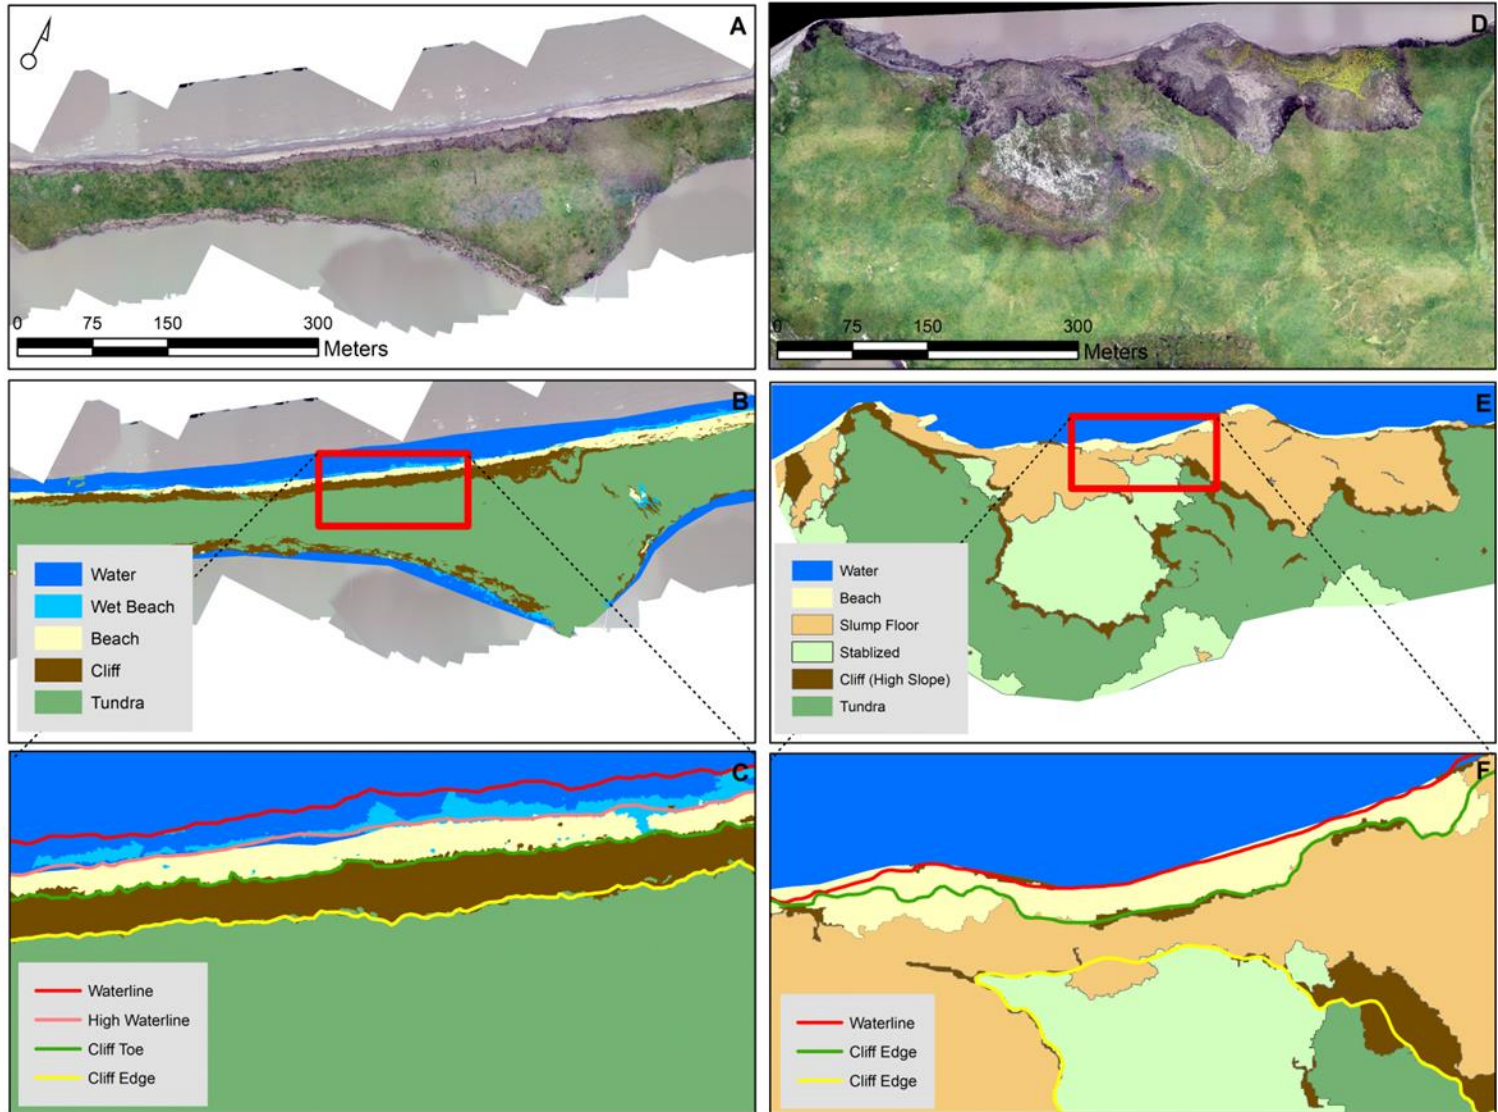 A
0 75 150 300
Meters
D
0 75 150 300
Meters
B
Water
Wet Beach
Beach
Cliff
Tundra
E
Water
Beach
Slump Floor
Stablized
Cliff (High Slope)
Tundra
C
Waterline
High Waterline
Cliff Toe
Cliff Edge
F
Waterline
Cliff Edge
Cliff Edge